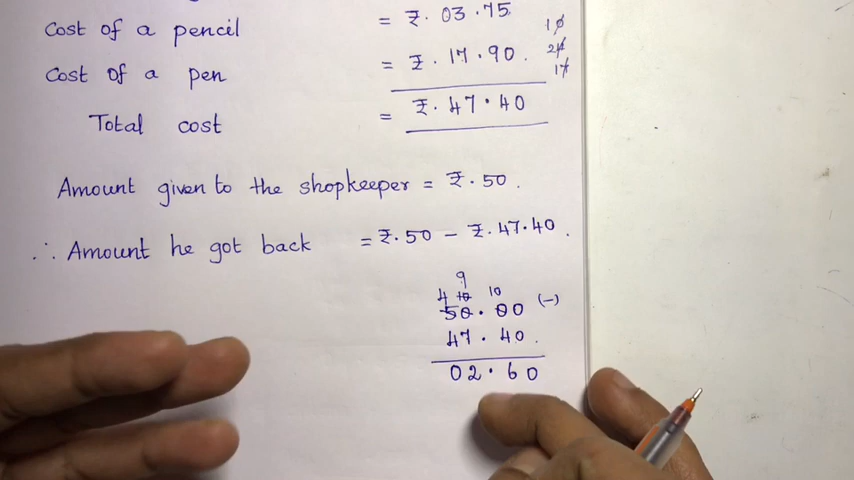 Cost of a pencil = ₹. 03.75
Cost of a pen = ₹. 17.90.
Total cost = ₹. 47.40
Amount given to the shopkeeper = ₹.50.
∴ Amount he got back = ₹.50 – ₹.47.40.
9
4 10 10
50.00 (–)
47.40.
02.60